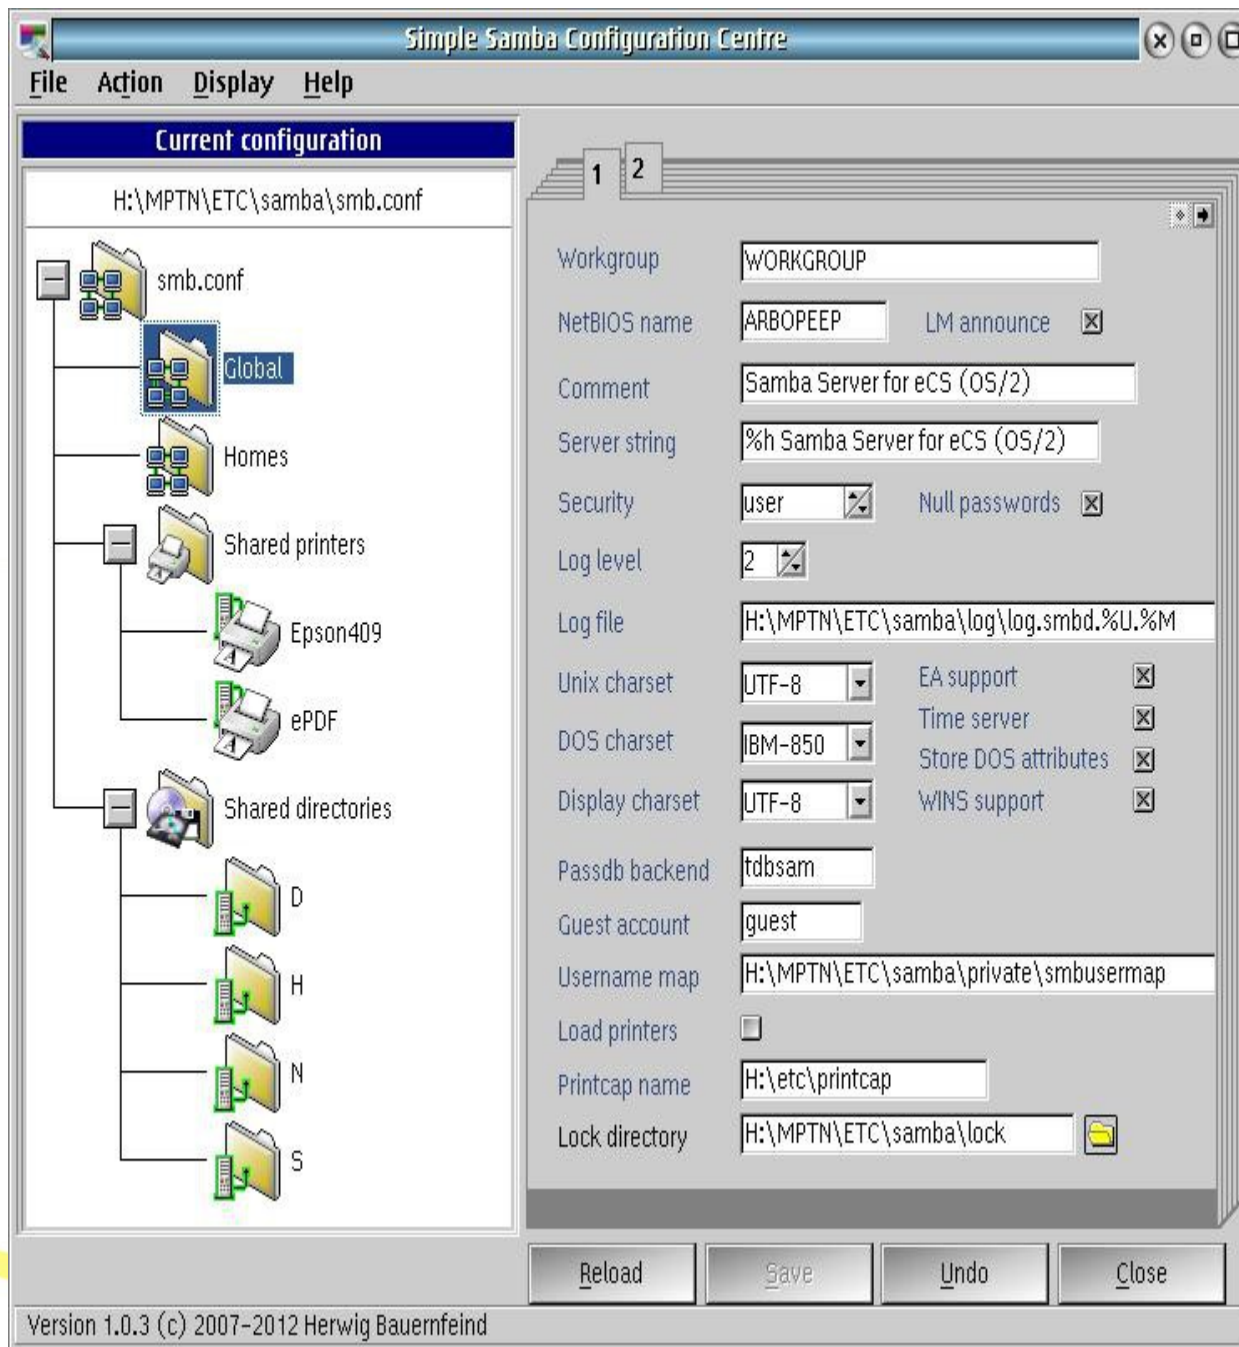 Simple Samba Configuration Centre
File Action Display Help
Current configuration
H:\MPTN\ETC\samba\smb.conf
smb.conf
Global
Homes
Shared printers
Epson409
ePDF
Shared directories
D
H
N
S
1 2
Workgroup WORKGROUP
NetBIOS name ARBOPEEP LM announce
Comment Samba Server for eCS (OS/2)
Server string %h Samba Server for eCS (OS/2)
Security user Null passwords
Log level 2
Log file H:\MPTN\ETC\samba\log\log.smbd.%U.%M
Unix charset UTF-8 EA support
Time server
DOS charset IBM-850
Store DOS attributes
Display charset UTF-8 WINS support
Passdb backend tdbsam
Guest account guest
Username map H:\MPTN\ETC\samba\private\smbusermap
Load printers
Printcap name H:\etc\printcap
Lock directory H:\MPTN\ETC\samba\lock
Reload Save Undo Close
Version 1.0.3 (c) 2007-2012 Herwig Bauernfeind